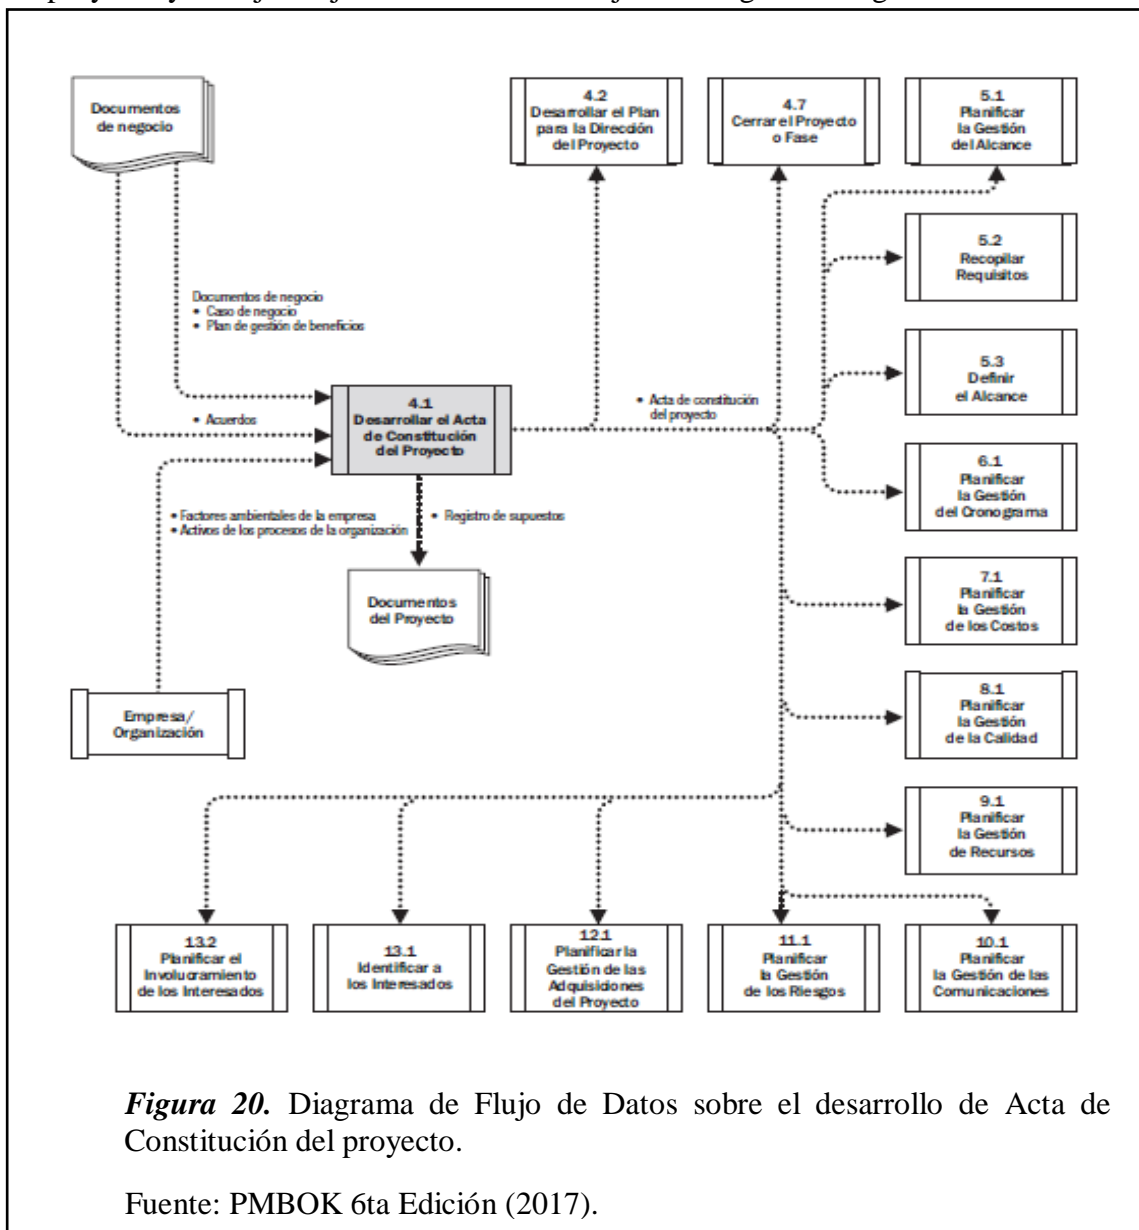 Documentos
de negocio
4.2
Desarrollar el Plan
para la Dirección
del Proyecto
4.7
Cerrar el Proyecto
o Fase
5.1
Planificar
la Gestión
del Alcance
5.2
Recopilar
Requisitos
Documentos de negocio
• Caso de negocio
• Plan de gestión de beneficios
5.3
Definir
el Alcance
• Acuerdos
4.1
Desarrollar el Acta
de Constitución
del Proyecto
• Acta de constitución
del proyecto
6.1
Planificar
la Gestión
del Cronograma
• Factores ambientales de la empresa
• Activos de los procesos de la organización
• Registro de supuestos
7.1
Planificar
la Gestión
de los Costos
Documentos
del Proyecto
8.1
Planificar
la Gestión
de la Calidad
Empresa/
Organización
9.1
Planificar
la Gestión
de Recursos
13.2
Planificar el
Involucramiento
de los Interesados
13.1
Identificar a
los Interesados
12.1
Planificar la
Gestión de las
Adquisiciones
del Proyecto
11.1
Planificar
la Gestión
de los Riesgos
10.1
Planificar
la Gestión de las
Comunicaciones
Figura 20. Diagrama de Flujo de Datos sobre el desarrollo de Acta de
Constitución del proyecto.
Fuente: PMBOK 6ta Edición (2017).